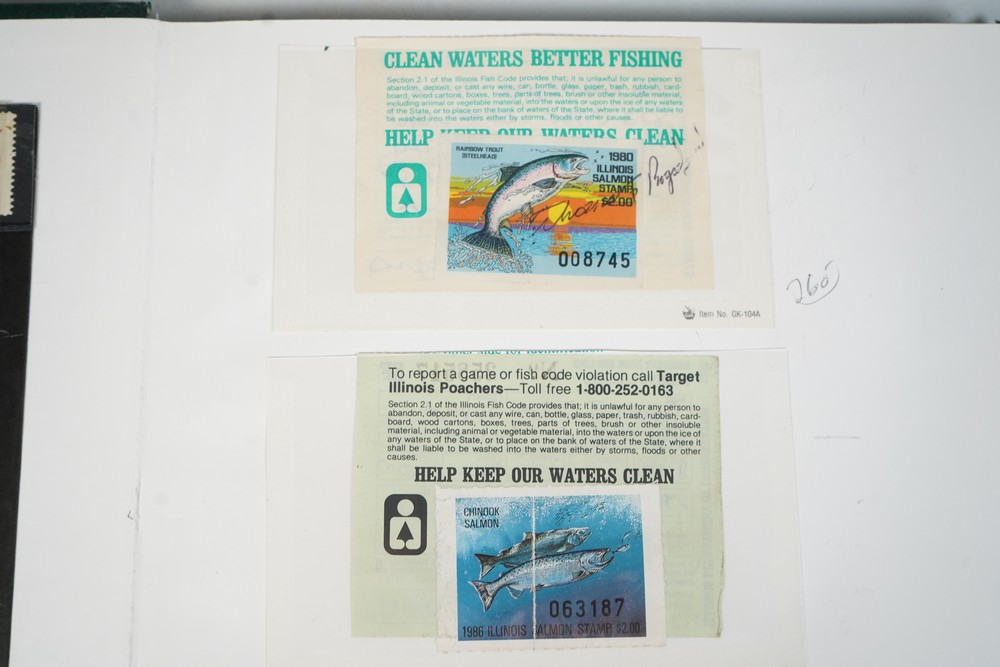 CLEAN WATERS BETTER FISHING
Section 2.1 of the Illinois Fish Code provides that; it is unlawful for any person to
abandon, deposit, or cast any wire, can, bottle, glass, paper, trash, rubbish, card-
board, wood cartons, boxes, trees, parts of trees, brush or other insoluble material,
including animal or vegetable material, into the waters or upon the ice of any waters
of the State, or to place on the bank of waters of the State, where it shall be liable to
be washed into the waters either by storms, floods or other causes.
HELP KEEP OUR WATERS CLEAN
RAINBOW TROUT
(STEELHEAD)
1980
ILLINOIS
SALMON
STAMP
$2.00
Thomas
008745
260
Item No. GK-104A
other side for identification
To report a game or fish code violation call Target
Illinois Poachers—Toll free 1-800-252-0163
Section 2.1 of the Illinois Fish Code provides that; it is unlawful for any person to
abandon, deposit, or cast any wire, can, bottle, glass, paper, trash, rubbish, card-
board, wood cartons, boxes, trees, parts of trees, brush or other insoluble
material, including animal or vegetable material, into the waters or upon the ice of
any waters of the State, or to place on the bank of waters of the State, where it
shall be liable to be washed into the waters either by storms, floods or other
causes.
HELP KEEP OUR WATERS CLEAN
CHINOOK
SALMON
063187
1986 ILLINOIS SALMON STAMP $2.00